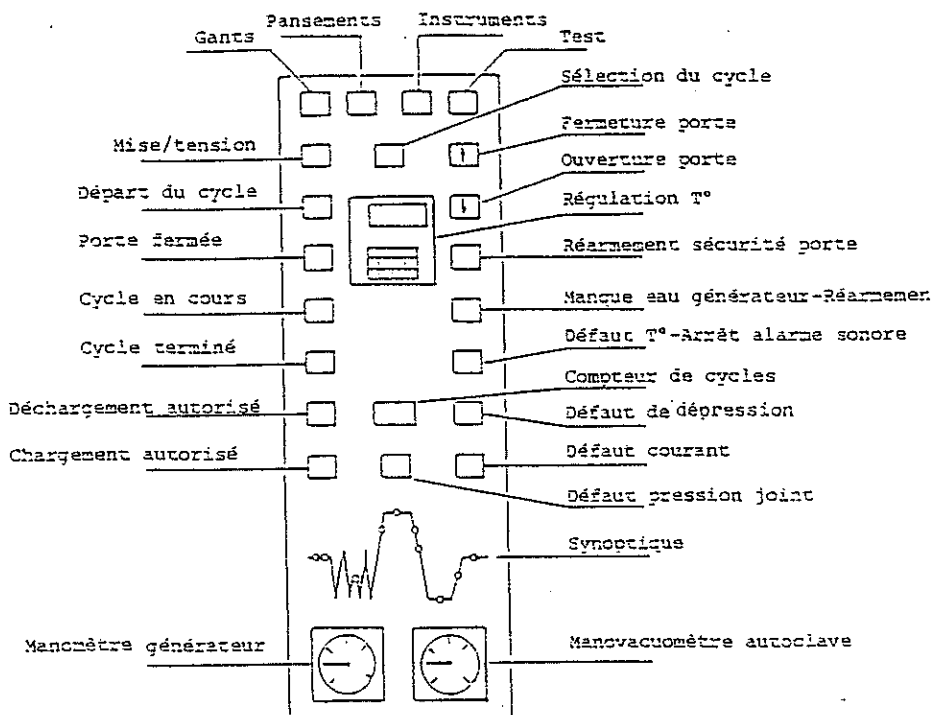 Pansements
Instruments
Gants
Test
Sélection du cycle
Mise/tension
Fermeture porte
Ouverture porte
Départ du cycle
Régulation T°
Porte fermée
Réarmement sécurité porte
Cycle en cours
Manque eau générateur-Réarmemen
Cycle terminé
Défaut T°-Arrêt alarme sonore
Compteur de cycles
Déchargement autorisé
Défaut de dépression
Chargement autorisé
Défaut courant
Défaut pression joint
Synoptique
Manomètre générateur
Manovacuomètre autoclave